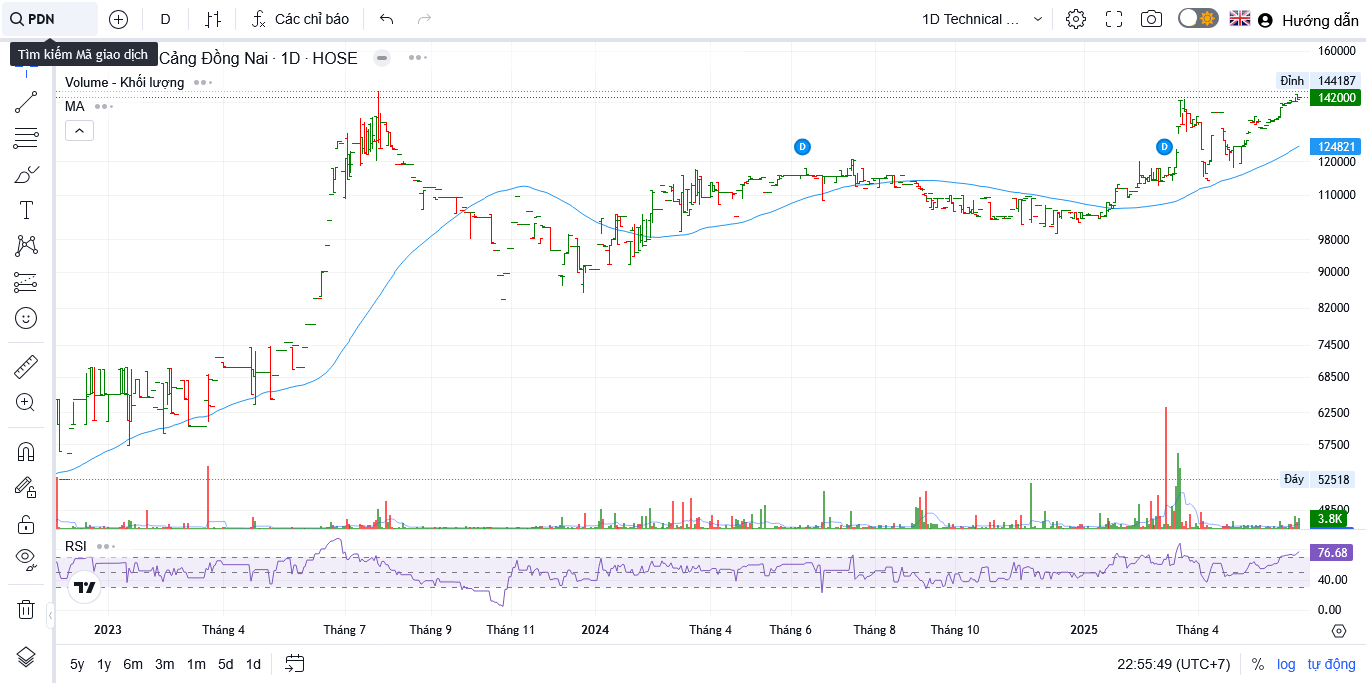 PDN
D
Các chỉ báo
1D Technical ...
Hướng dẫn
Tìm kiếm Mã giao dịch
Cảng Đồng Nai · 1D · HOSE
Volume - Khối lượng
MA
160000
Đỉnh 144187
142000
D
D
124821
120000
110000
98000
90000
82000
74500
68500
62500
57500
Đáy 52518
48500
3.8K
RSI
76.68
40.00
0.00
2023
Tháng 4
Tháng 7
Tháng 9
Tháng 11
2024
Tháng 4
Tháng 6
Tháng 8
Tháng 10
2025
Tháng 4
5y 1y 6m 3m 1m 5d 1d
22:55:49 (UTC+7)
% log tự động